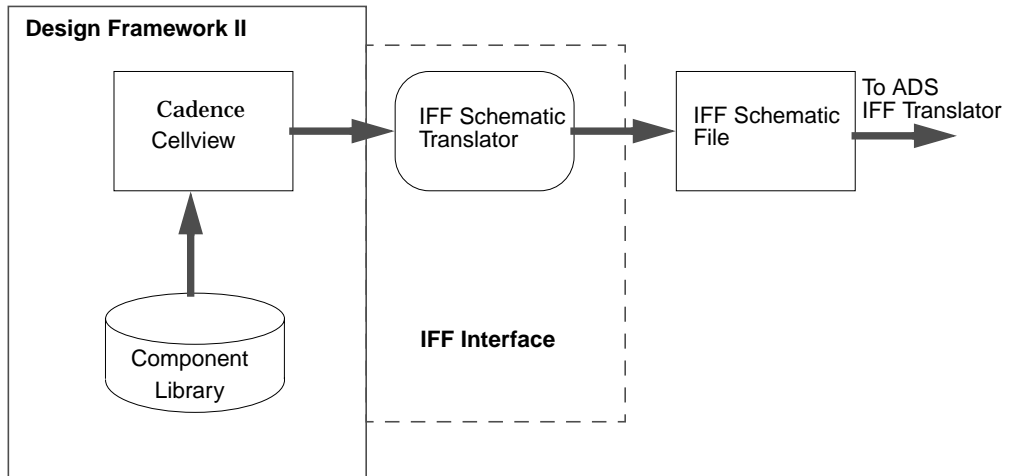 Design Framework II
Cadence
Cellview
IFF Schematic
Translator
IFF Schematic
File
To ADS
IFF Translator
Component
Library
IFF Interface